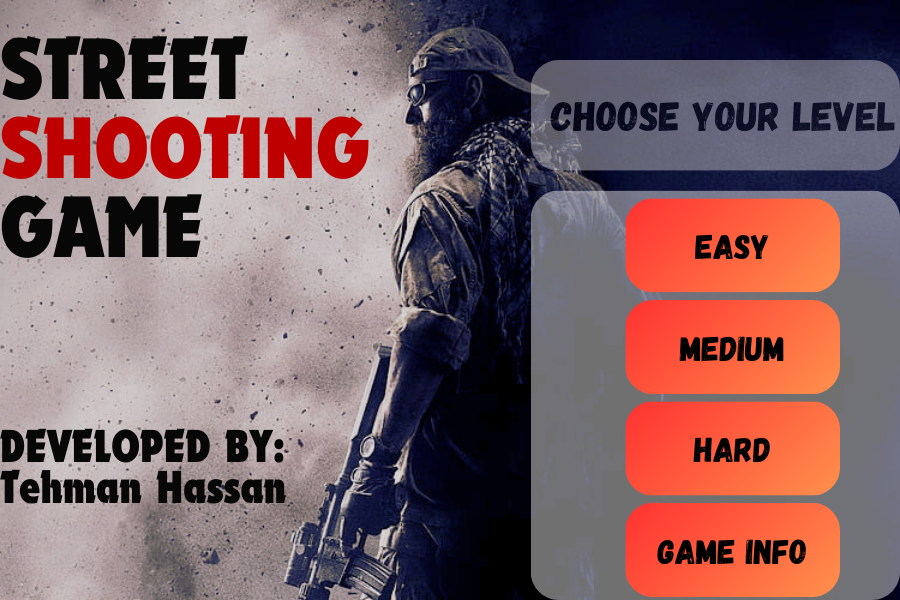 STREET
SHOOTING
GAME
DEVELOPED BY:
Tehman Hassan
CHOOSE YOUR LEVEL
EASY
MEDIUM
HARD
GAME INFO